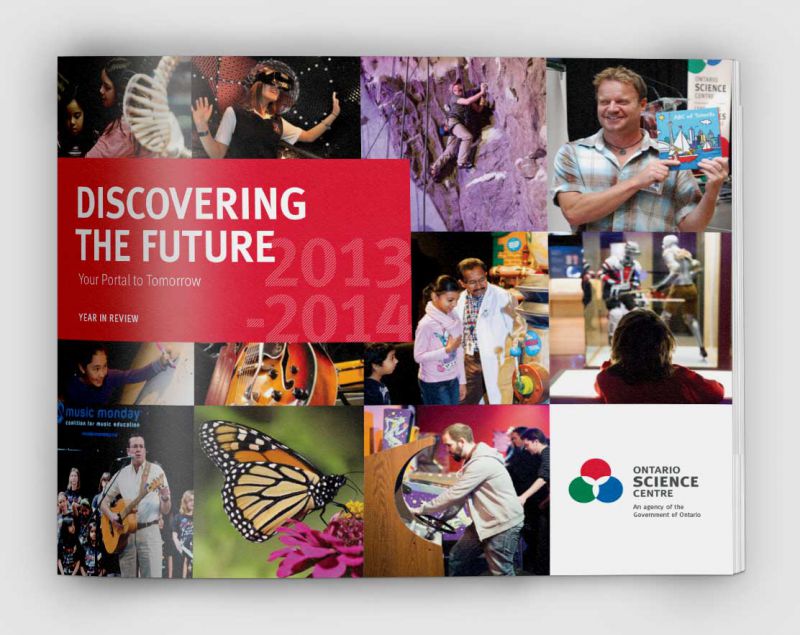 ONTARIO
SCIENCE
CENTRE
ABC of Toronto
DISCOVERING
THE FUTURE
2013
-2014
Your Portal to Tomorrow
YEAR IN REVIEW
music monday
coalition for music education
ONTARIO
SCIENCE
CENTRE
An agency of the
Government of Ontario